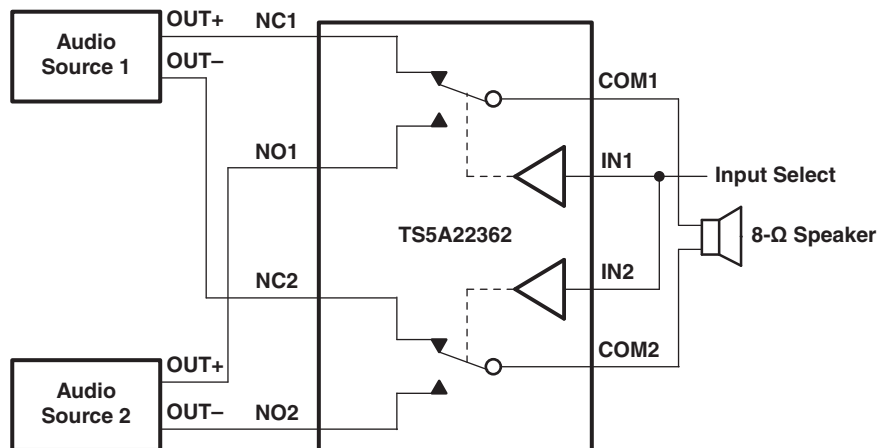 Audio
Source 1
OUT+
NC1
OUT–
COM1
NO1
IN1
Input Select
TS5A22362
8-Ω Speaker
NC2
IN2
COM2
Audio
Source 2
OUT+
OUT–
NO2